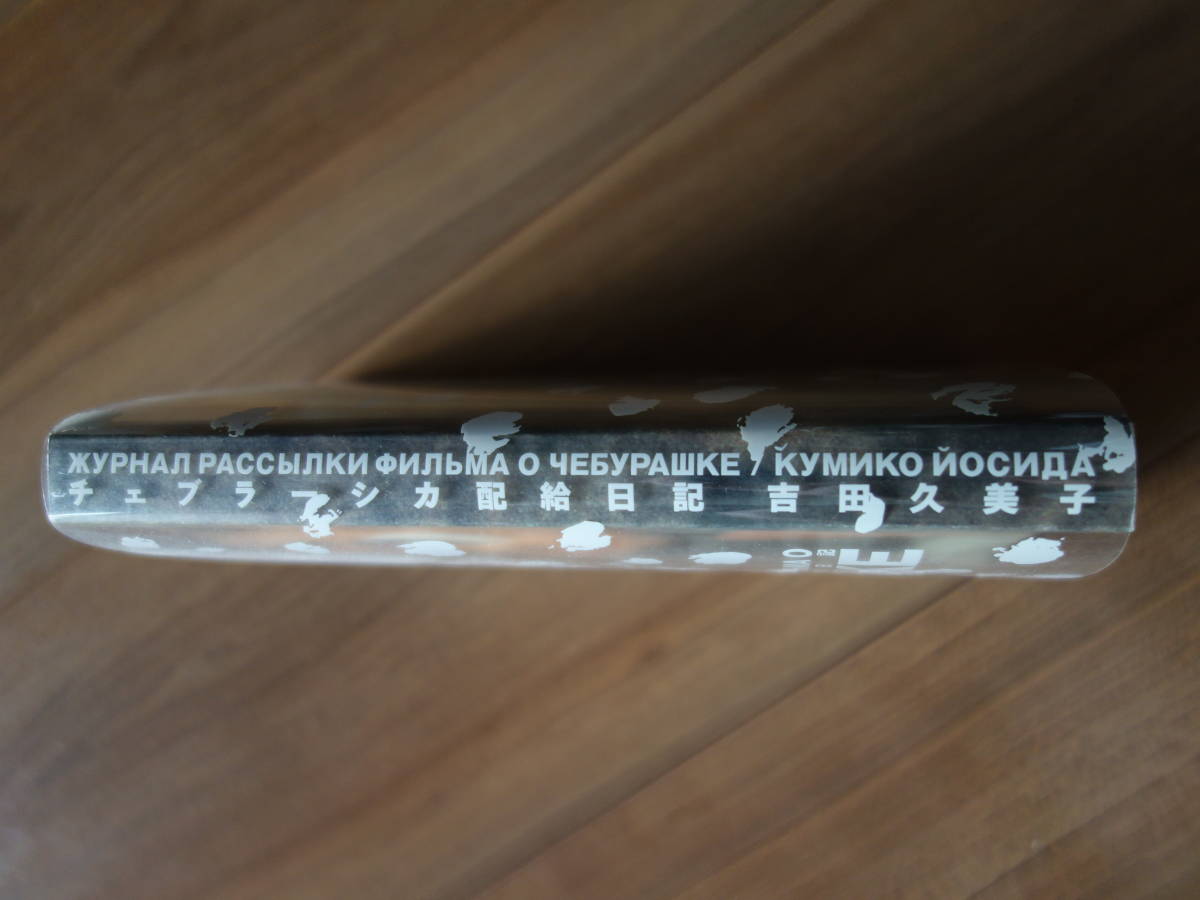 ЖУРНАЛ РАССЫЛКИ ФИЛЬМА О ЧЕБУРАШКЕ / КУМИКО ЙОСИДА
チェブラーシカ配給日記 吉田久美子